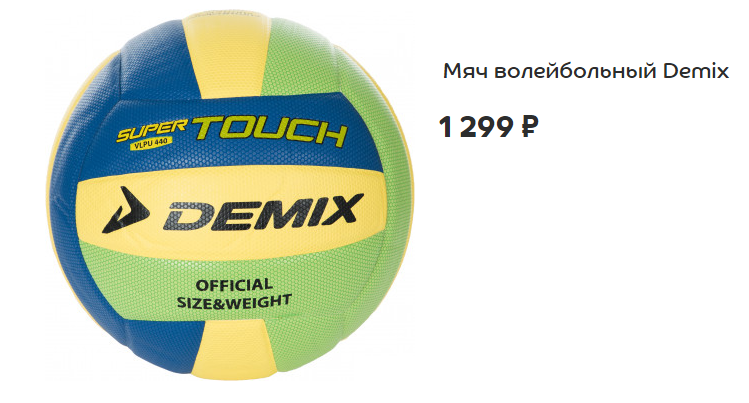 SUPER TOUCH
VLPU 440
DEMIX
OFFICIAL
SIZE&WEIGHT
Мяч волейбольный Demix
1 299 ₽